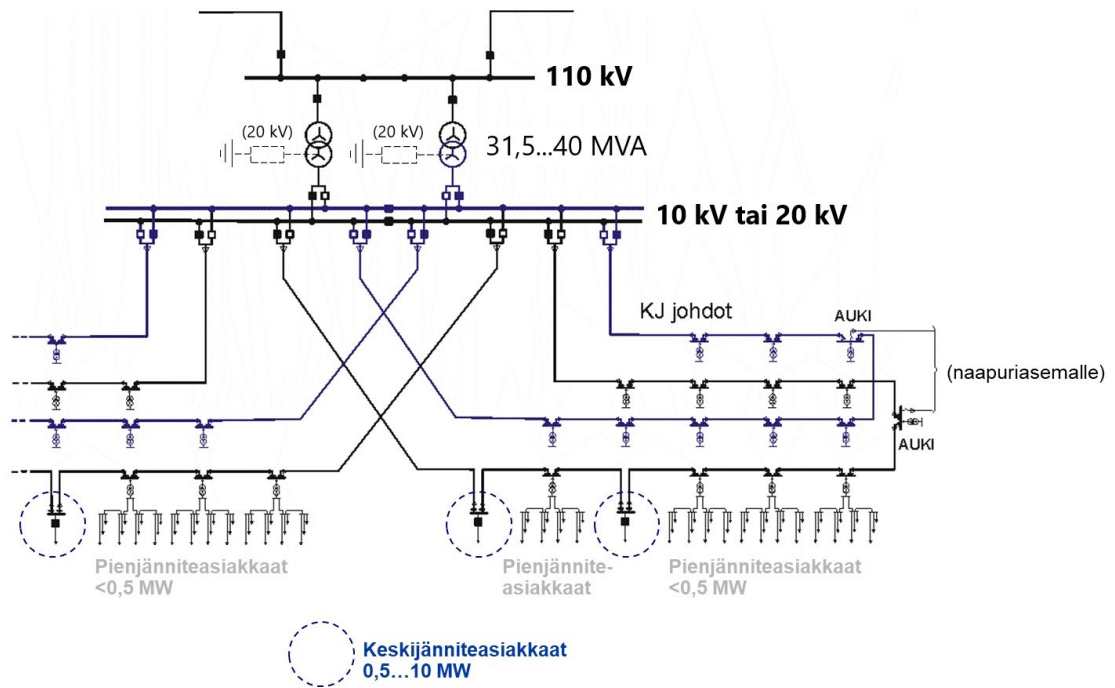 110 kV
(20 kV)
(20 kV)
31,5...40 MVA
10 kV tai 20 kV
KJ johdot
AUKI
(naapuriasemalle)
AUKI
Pienjänniteasiakkaat
<0,5 MW
Pienjännite-
asiakkaat
Pienjänniteasiakkaat
<0,5 MW
Keskijänniteasiakkaat
0,5...10 MW